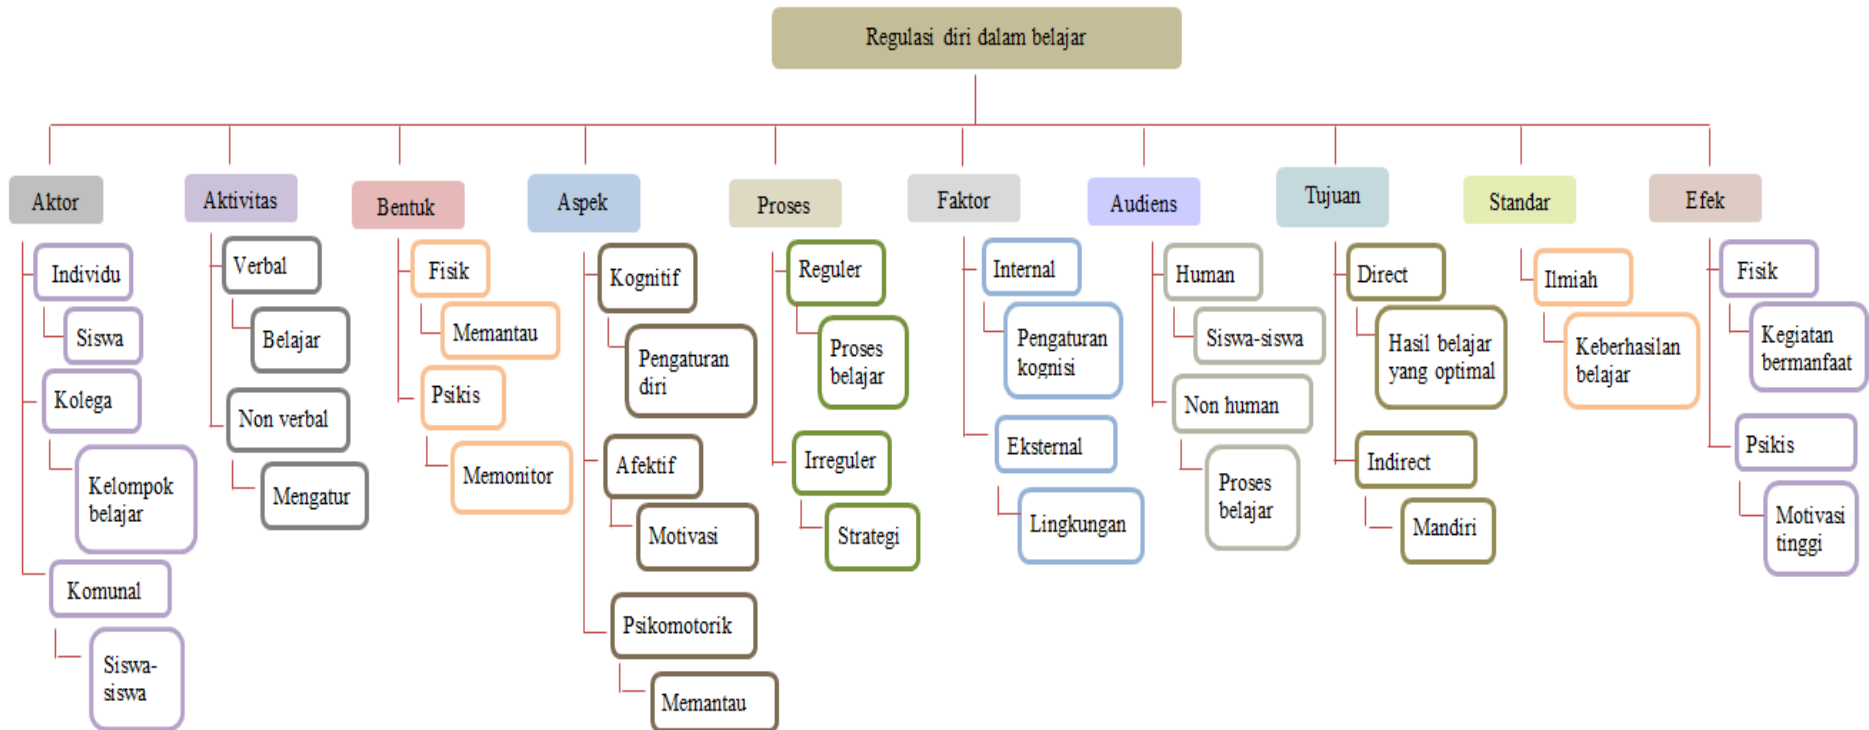 Regulasi diri dalam belajar
Aktor
Individu
Siswa
Kolega
Kelompok
belajar
Komunal
Siswa-
siswa
Aktivitas
Verbal
Belajar
Non verbal
Mengatur
Bentuk
Fisik
Memantau
Psikis
Memonitor
Aspek
Kognitif
Pengaturan
diri
Afektif
Motivasi
Psikomotorik
Memantau
Proses
Reguler
Proses
belajar
Irreguler
Strategi
Faktor
Internal
Pengaturan
kognisi
Eksternal
Lingkungan
Audiens
Human
Siswa-siswa
Non human
Proses
belajar
Tujuan
Direct
Hasil belajar
yang optimal
Indirect
Mandiri
Standar
Ilmiah
Keberhasilan
belajar
Efek
Fisik
Kegiatan
bermanfaat
Psikis
Motivasi
tinggi